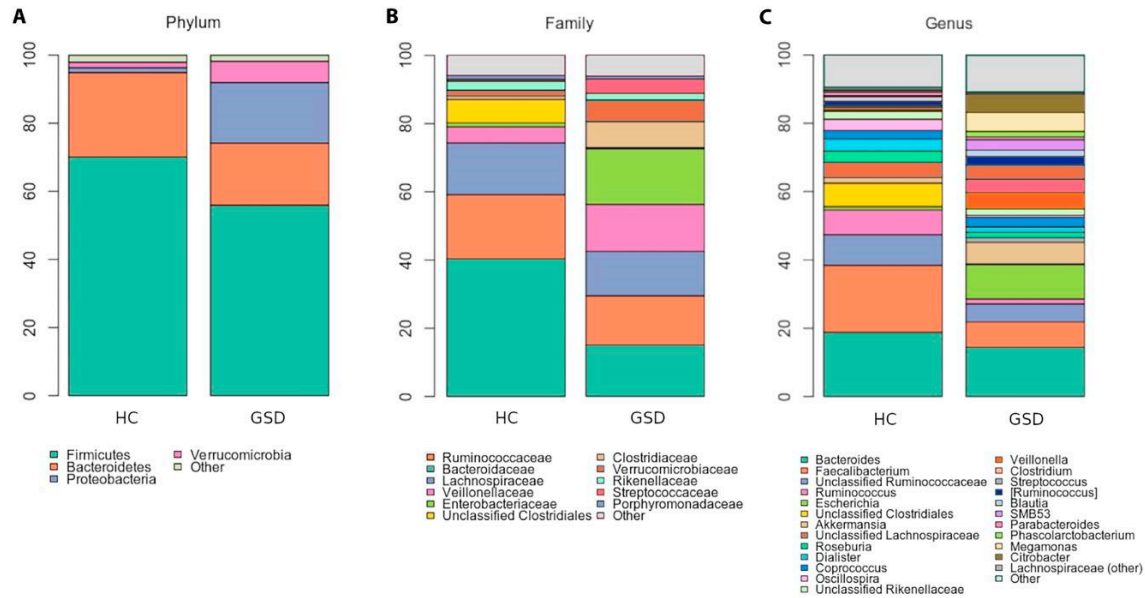 A
Phylum
0
20
40
60
80
100
HC
GSD
Firmicutes
Bacteroidetes
Proteobacteria
Verrucomicrobia
Other
B
Family
0
20
40
60
80
100
HC
GSD
Ruminococcaceae
Bacteroidaceae
Lachnospiraceae
Veillonellaceae
Enterobacteriaceae
Unclassified Clostridiales
Clostridiaceae
Verrucomicrobiaceae
Rikenellaceae
Streptococcaceae
Porphyromonadaceae
Other
C
Genus
0
20
40
60
80
100
HC
GSD
Bacteroides
Faecalibacterium
Unclassified Ruminococcaceae
Ruminococcus
Escherichia
Unclassified Clostridiales
Akkermansia
Unclassified Lachnospiraceae
Roseburia
Dialister
Coprococcus
Oscillospira
Unclassified Rikenellaceae
Veillonella
Clostridium
Streptococcus
[Ruminococcus]
Blautia
SMB53
Parabacteroides
Phascolarctobacterium
Megamonas
Citrobacter
Lachnospiraceae (other)
Other